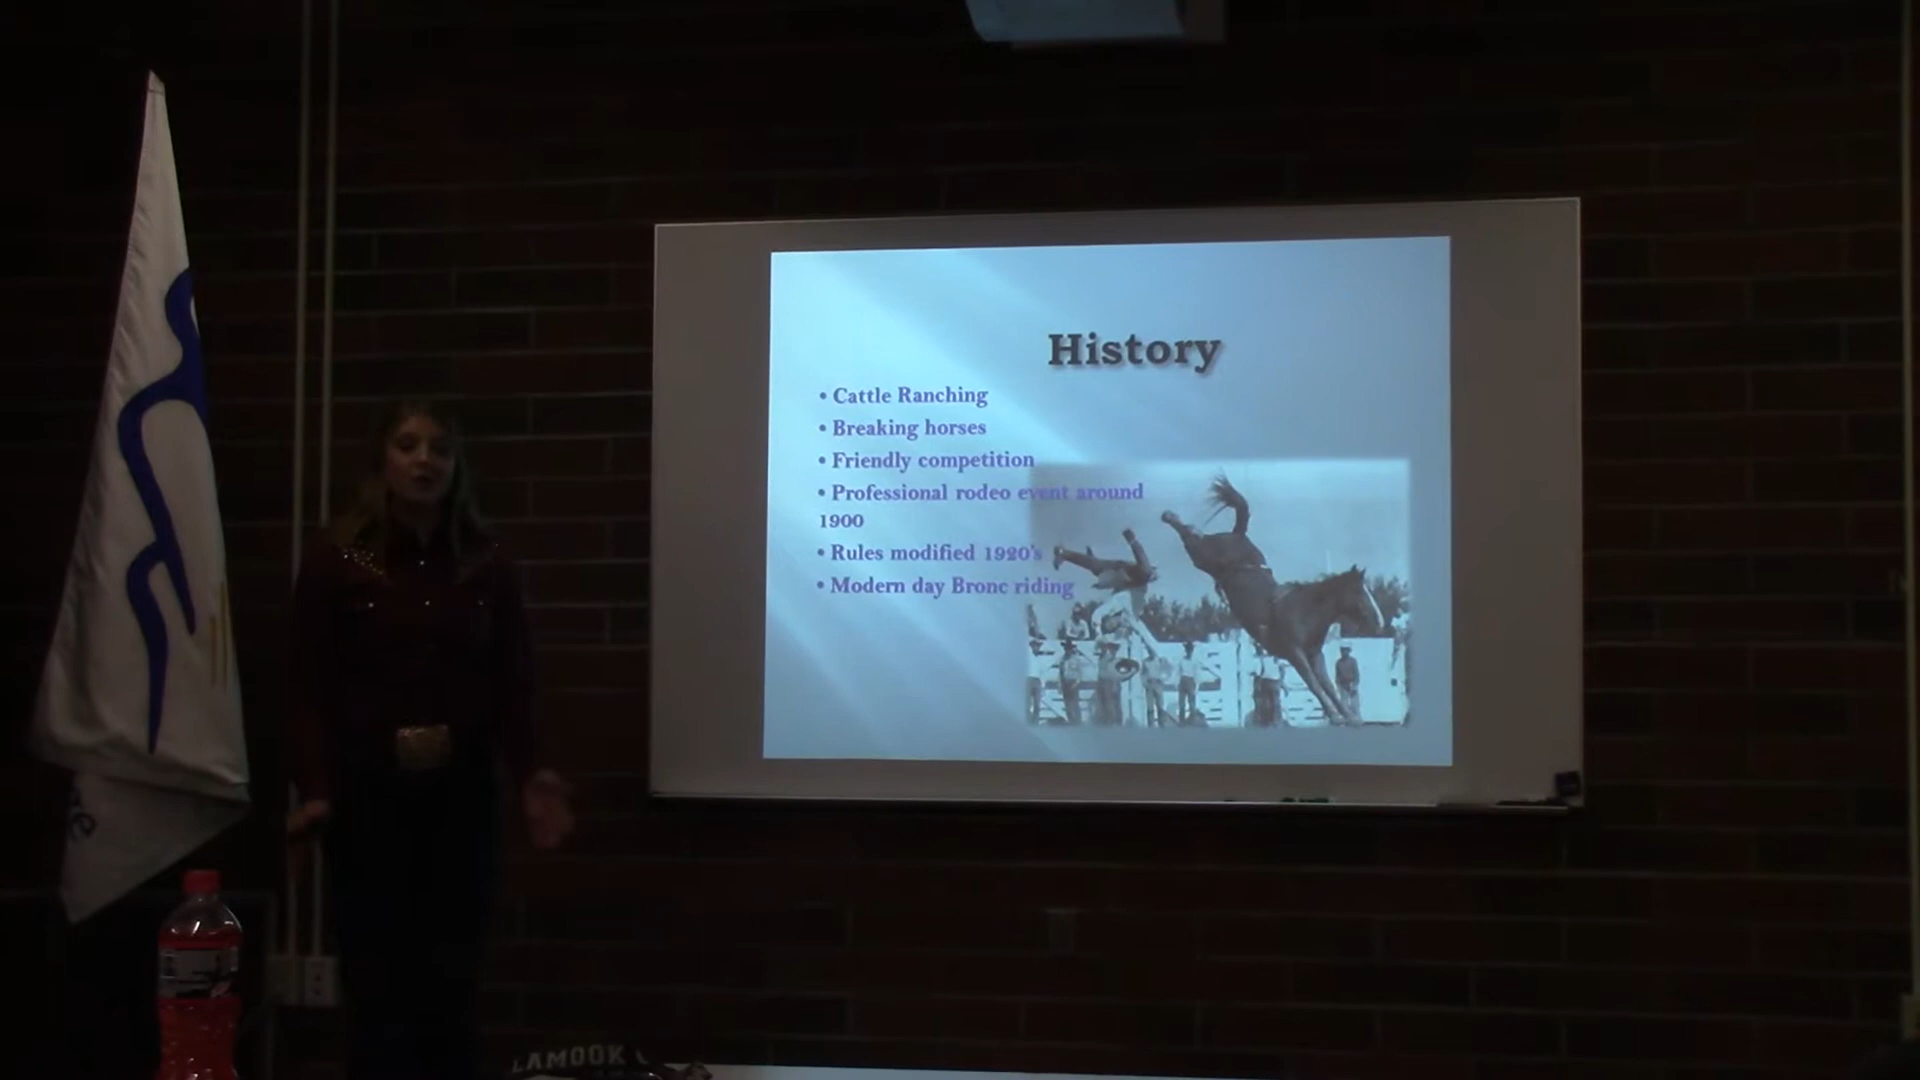 History
• Cattle Ranching
• Breaking horses
• Friendly competition
• Professional rodeo event around
1900
• Rules modified 1920's
• Modern day Bronc riding
LAMOOK